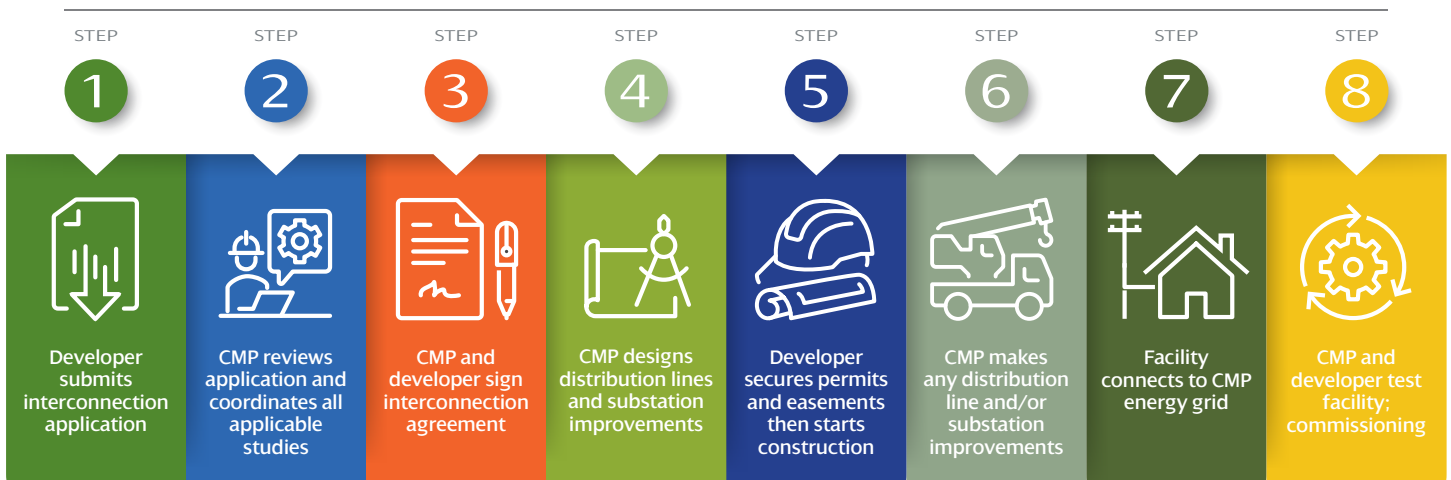 STEP STEP STEP STEP STEP STEP STEP STEP
1 2 3 4 5 6 7 8
Developer
submits
interconnection
application
CMP reviews
application and
coordinates all
applicable
studies
CMP and
developer sign
interconnection
agreement
CMP designs
distribution lines
and substation
improvements
Developer
secures permits
and easements
then starts
construction
CMP makes
any distribution
line and/or
substation
improvements
Facility
connects to CMP
energy grid
CMP and
developer test
facility;
commissioning